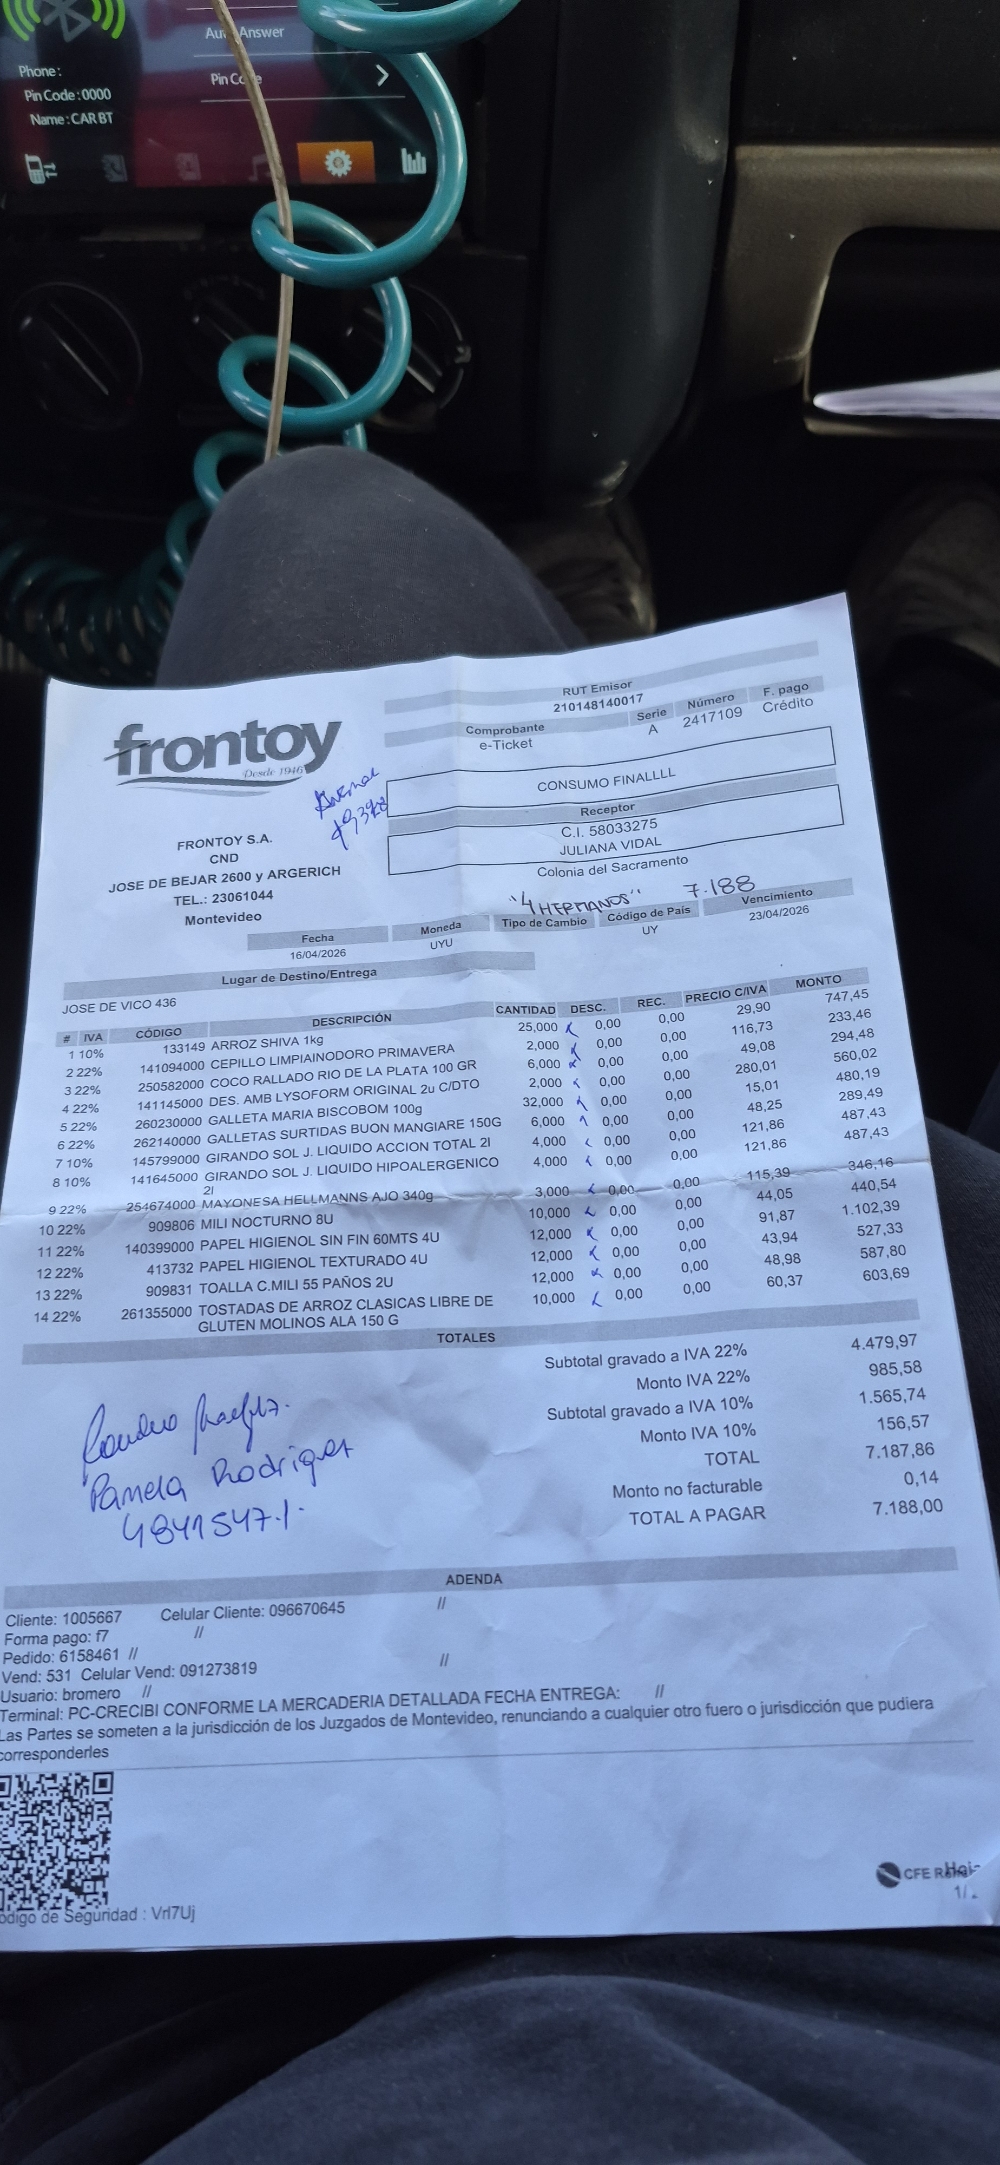 Auto Answer
Phone :
Pin Code
Pin Code : 0000
Name : CAR BT
frontoy
Desde 1946
RUT Emisor
210148140017
Comprobante Serie Número F. pago
e-Ticket A 2417109 Crédito
CONSUMO FINALLLL
Receptor
C.I. 58033275
JULIANA VIDAL
Colonia del Sacramento
FRONTOY S.A.
CND
JOSE DE BEJAR 2600 y ARGERICH
TEL.: 23061044
Montevideo
"4 HERMANOS" 7.188
Fecha Moneda Tipo de Cambio Código de País Vencimiento
16/04/2026 UYU UY 23/04/2026
Lugar de Destino/Entrega
JOSE DE VICO 436
# IVA CÓDIGO DESCRIPCIÓN CANTIDAD DESC. REC. PRECIO C/IVA MONTO
1 10% 133149 ARROZ SHIVA 1kg 25,000 0,00 0,00 29,90 747,45
2 22% 141094000 CEPILLO LIMPIAINODORO PRIMAVERA 2,000 0,00 0,00 116,73 233,46
3 22% 250582000 COCO RALLADO RIO DE LA PLATA 100 GR 6,000 0,00 0,00 49,08 294,48
4 22% 141145000 DES. AMB LYSOFORM ORIGINAL 2u C/DTO 2,000 0,00 0,00 280,01 560,02
5 22% 260230000 GALLETA MARIA BISCOBOM 100g 32,000 0,00 0,00 15,01 480,19
6 22% 262140000 GALLETAS SURTIDAS BUON MANGIARE 150G 6,000 0,00 0,00 48,25 289,49
7 10% 145799000 GIRANDO SOL J. LIQUIDO ACCION TOTAL 2l 4,000 0,00 0,00 121,86 487,43
8 10% 141645000 GIRANDO SOL J. LIQUIDO HIPOALERGENICO 4,000 0,00 0,00 121,86 487,43
2l
9 22% 254674000 MAYONESA HELLMANNS AJO 340g 3,000 0,00 0,00 115,39 346,16
10 22% 909806 MILI NOCTURNO 8U 10,000 0,00 0,00 44,05 440,54
11 22% 140399000 PAPEL HIGIENOL SIN FIN 60MTS 4U 12,000 0,00 0,00 91,87 1.102,39
12 22% 413732 PAPEL HIGIENOL TEXTURADO 4U 12,000 0,00 0,00 43,94 527,33
13 22% 909831 TOALLA C.MILI 55 PAÑOS 2U 12,000 0,00 0,00 48,98 587,80
14 22% 261355000 TOSTADAS DE ARROZ CLASICAS LIBRE DE 10,000 0,00 0,00 60,37 603,69
GLUTEN MOLINOS ALA 150 G
TOTALES
Subtotal gravado a IVA 22% 4.479,97
Monto IVA 22% 985,58
Subtotal gravado a IVA 10% 1.565,74
Monto IVA 10% 156,57
TOTAL 7.187,86
Monto no facturable 0,14
TOTAL A PAGAR 7.188,00
Pamela Rodriguez
4841547.1.
ADENDA
Cliente: 1005667 Celular Cliente: 096670645 //
Forma pago: f7 //
Pedido: 6158461 //
Vend: 531 Celular Vend: 091273819 //
Usuario: bromero //
Terminal: PC-CRECIBI CONFORME LA MERCADERIA DETALLADA FECHA ENTREGA: //
Las Partes se someten a la jurisdicción de los Juzgados de Montevideo, renunciando a cualquier otro fuero o jurisdicción que pudiera
corresponderles
CFE
1/
ódigo de Seguridad : Vrl7Uj